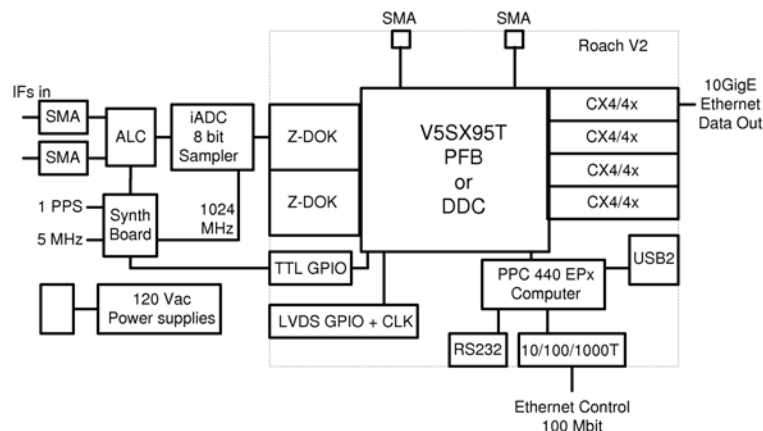 SMA
SMA
Roach V2
IFs in
SMA
SMA
ALC
iADC
8 bit
Sampler
Z-DOK
Z-DOK
V5SX95T
PFB
or
DDC
CX4/4x
CX4/4x
CX4/4x
CX4/4x
10GigE
Ethernet
Data Out
1 PPS
5 MHz
Synth
Board
1024
MHz
TTL GPIO
LVDS GPIO + CLK
PPC 440 EPx
Computer
USB2
120 Vac
Power supplies
RS232
10/100/1000T
Ethernet Control
100 Mbit